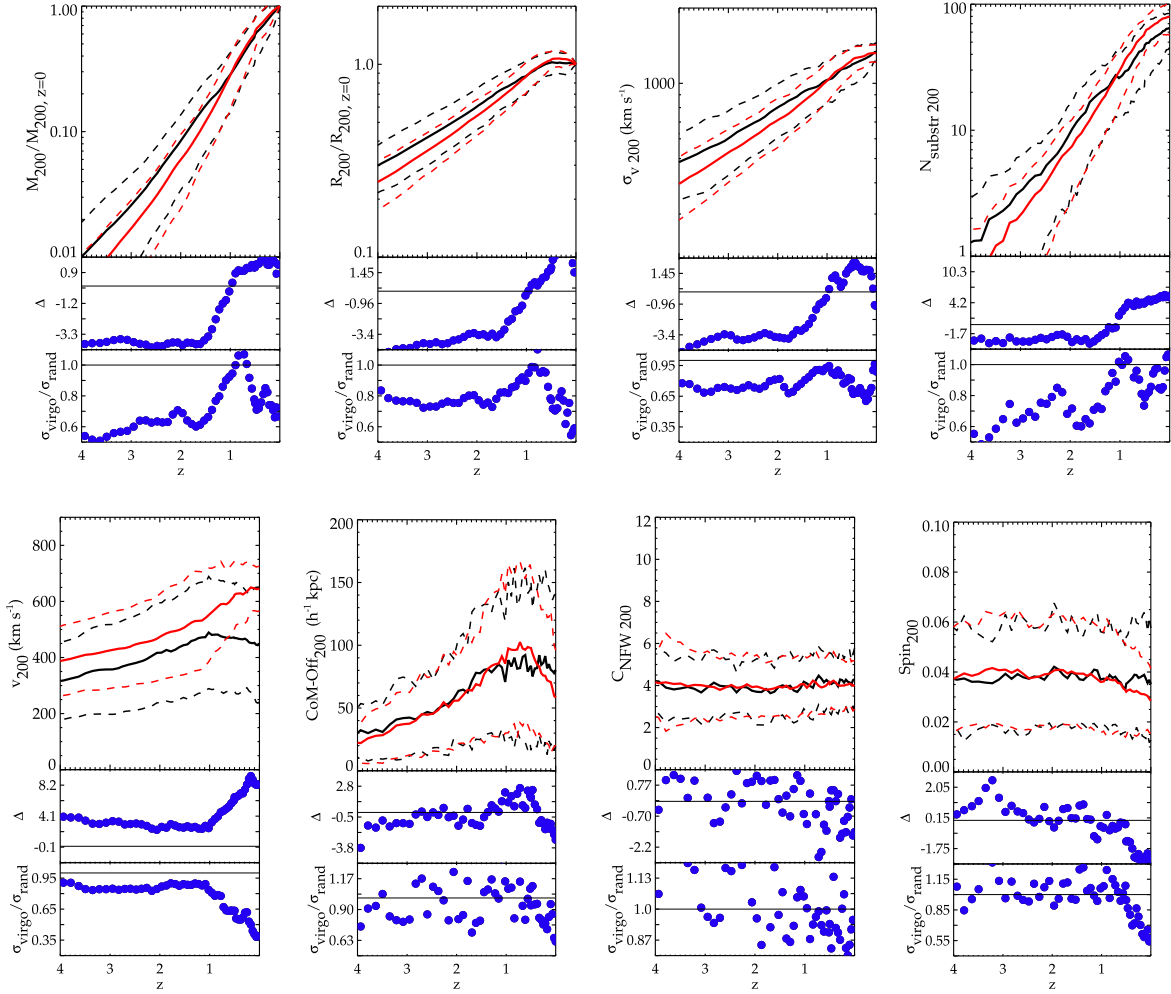 1.00
0.10
0.01
M200/M200, z=0
0.9
-1.2
-3.3
Δ
1.0
0.8
0.6
σvirgo/σrand
4 3 2 1
z
1.0
0.1
R200/R200, z=0
1.45
-0.96
-3.4
Δ
1.0
0.8
0.6
σvirgo/σrand
4 3 2 1
z
1000
σv 200 (km s-1)
1.45
-0.96
-3.4
Δ
0.95
0.65
0.35
σvirgo/σrand
4 3 2 1
z
100
10
1
Nsubstr 200
10.3
4.2
-1.7
Δ
1.0
0.8
0.6
σvirgo/σrand
4 3 2 1
z
800
600
400
200
0
v200 (km s-1)
8.2
4.1
-0.1
Δ
0.95
0.65
0.35
σvirgo/σrand
4 3 2 1 0
z
200
150
100
50
0
CoM-Off200 (h-1 kpc)
2.8
-0.5
-3.8
Δ
1.17
0.90
0.63
σvirgo/σrand
4 3 2 1 0
z
12
10
8
6
4
2
0
CNFW 200
0.77
-0.70
-2.2
Δ
1.13
1.0
0.87
σvirgo/σrand
4 3 2 1 0
z
0.10
0.08
0.06
0.04
0.02
0.00
Spin200
2.05
0.15
-1.75
Δ
1.15
0.85
0.55
σvirgo/σrand
4 3 2 1 0
z